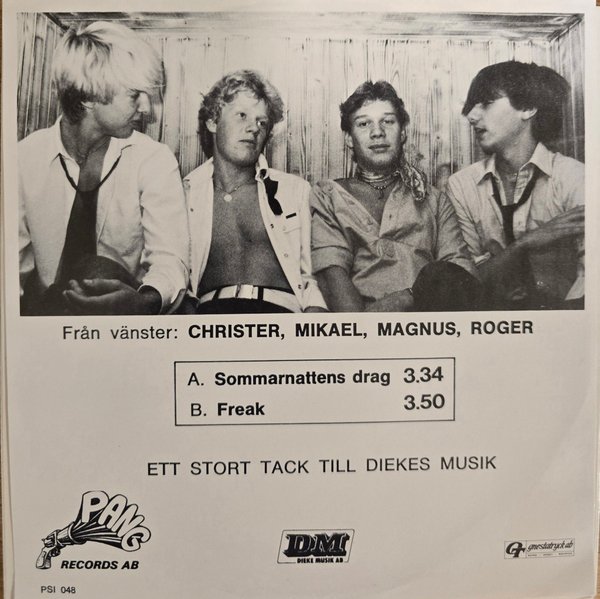 Från vänster: CHRISTER, MIKAEL, MAGNUS, ROGER
A. Sommarnattens drag 3.34
B. Freak 3.50
ETT STORT TACK TILL DIEKES MUSIK
PANG
RECORDS AB
DM
DIEKE MUSIK AB
GT gnestatryck ab
PSI 048